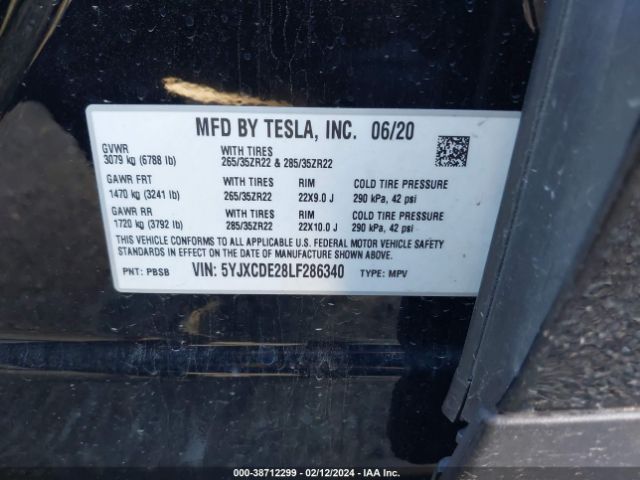 MFD BY TESLA, INC. 06/20
GVWR
3079 kg (6788 lb)
WITH TIRES
265/35ZR22 & 285/35ZR22
GAWR FRT
1470 kg (3241 lb)
WITH TIRES
265/35ZR22
RIM
22X9.0 J
COLD TIRE PRESSURE
290 kPa, 42 psi
GAWR RR
1720 kg (3792 lb)
WITH TIRES
285/35ZR22
RIM
22X10.0 J
COLD TIRE PRESSURE
290 kPa, 42 psi
THIS VEHICLE CONFORMS TO ALL APPLICABLE U.S. FEDERAL MOTOR VEHICLE SAFETY
STANDARDS IN EFFECT ON THE DATE OF MANUFACTURE SHOWN ABOVE.
PNT: PBSB VIN: 5YJXCDE28LF286340 TYPE: MPV
000-38712299 - 02/12/2024 - IAA Inc.